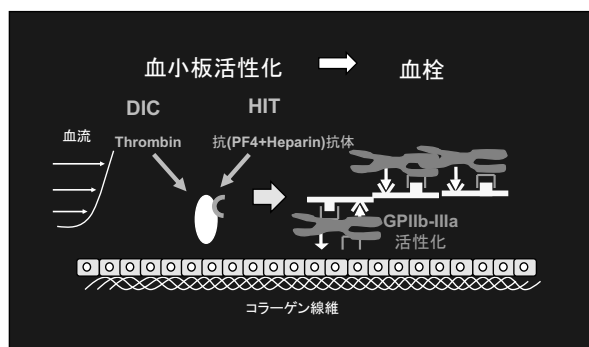 血小板活性化 血栓
DIC HIT
血流
Thrombin 抗(PF4+Heparin)抗体
GPIIb-IIIa
活性化
コラーゲン線維